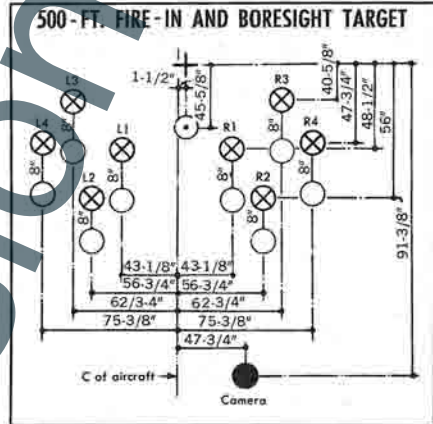 500-FT. FIRE-IN AND BORESIGHT TARGET
1-1/2"
45-5/8"
40-5/8"
47-3/4"
48-1/2"
56"
91-3/8"
L3
R3
L4
L1
R1
R4
L2
R2
8"
8"
8"
8"
8"
8"
8"
8"
43-1/8" 43-1/8"
56-3/4" 56-3/4"
62/3-4" 62-3/4"
75-3/8" 75-3/8"
47-3/4"
C of aircraft
Camera